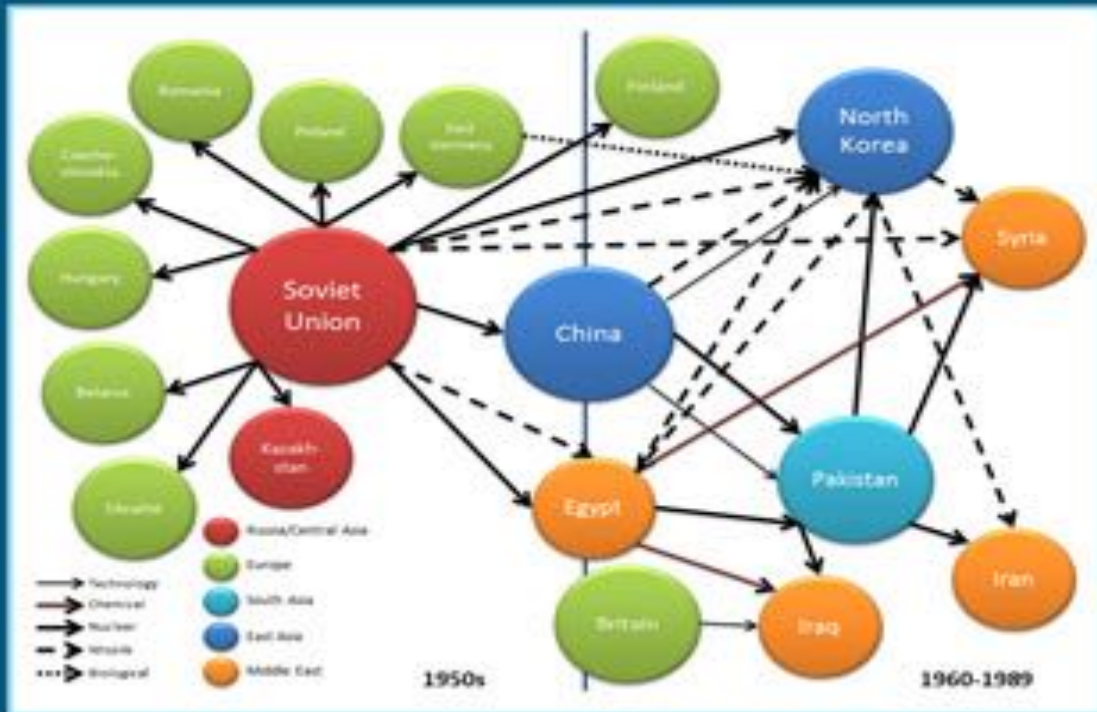 Romania
Poland
East
Germany
Finland
North
Korea
Czecho-
slovakia
Syria
Hungary
Soviet
Union
China
Belarus
Kazakh-
stan
Pakistan
Egypt
Ukraine
Iran
Britain
Iraq
Russia/Central Asia
Europe
South Asia
East Asia
Middle East
Technology
Chemical
Nuclear
Missile
Biological
1950s
1960-1989